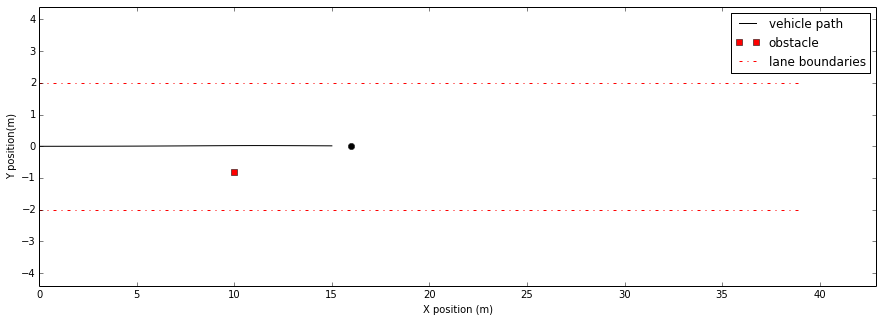 vehicle path
obstacle
lane boundaries
4
3
2
1
0
−1
−2
−3
−4
Y position(m)
0 5 10 15 20 25 30 35 40
X position (m)